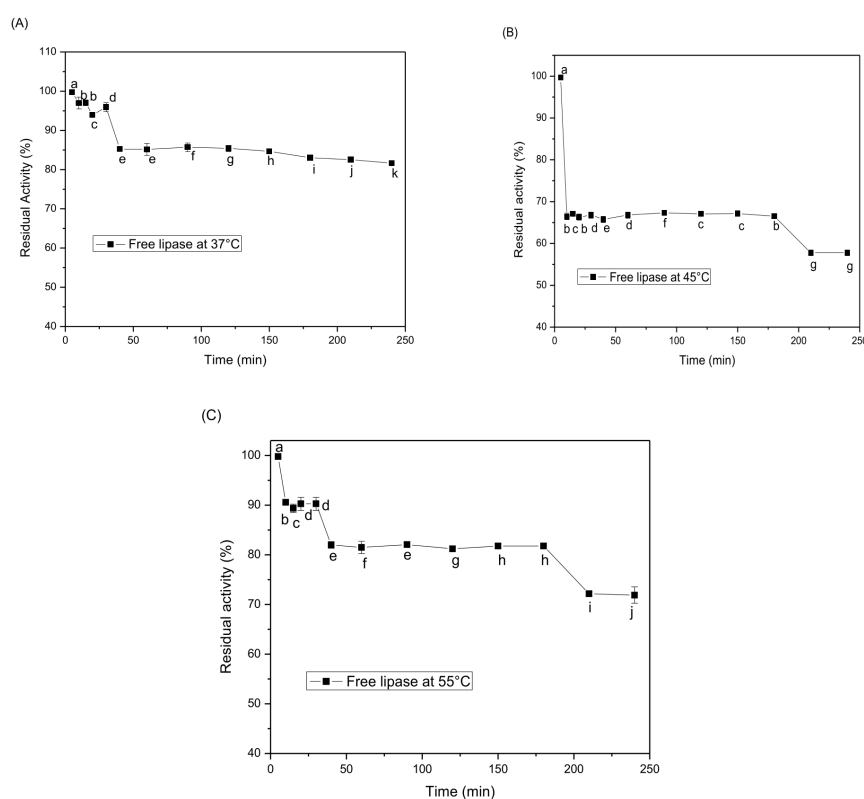 (A)
110
100
90
80
70
60
50
40
0 50 100 150 200 250
Residual Activity (%)
Time (min)
a
b b
c
d
e e f g h i j k
Free lipase at 37°C
(B)
100
90
80
70
60
50
40
0 50 100 150 200 250
Residual activity (%)
Time (min)
a
b c b d e d f c c b
g g
Free lipase at 45°C
(C)
100
90
80
70
60
50
40
0 50 100 150 200 250
Residual activity (%)
Time (min)
a
b c d d
e f e g h h
i j
Free lipase at 55°C